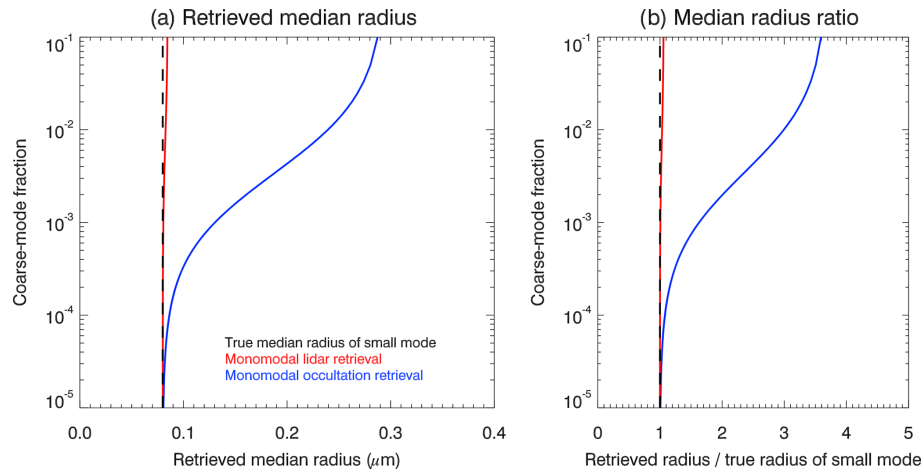 (a) Retrieved median radius
10⁻¹
10⁻²
10⁻³
10⁻⁴
10⁻⁵
Coarse-mode fraction
True median radius of small mode
Monomodal lidar retrieval
Monomodal occultation retrieval
0.0 0.1 0.2 0.3 0.4
Retrieved median radius (μm)
(b) Median radius ratio
10⁻¹
10⁻²
10⁻³
10⁻⁴
10⁻⁵
Coarse-mode fraction
0 1 2 3 4 5
Retrieved radius / true radius of small mode